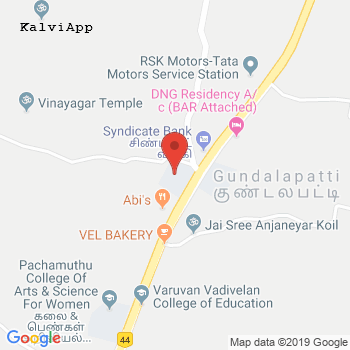 KalviApp
RSK Motors-Tata
Motors Service Station
DNG Residency A/
c (BAR Attached)
Vinayagar Temple
Syndicate Bank
Gundalapatti
குண்டலபட்டி
Abi's
VEL BAKERY
Jai Sree Anjaneyar Koil
Pachamuthu
College Of
Arts & Science
For Women
கலை &
பெண்கள்
Varuvan Vadivelan
College of Education
44
Google
Map data ©2019 Google